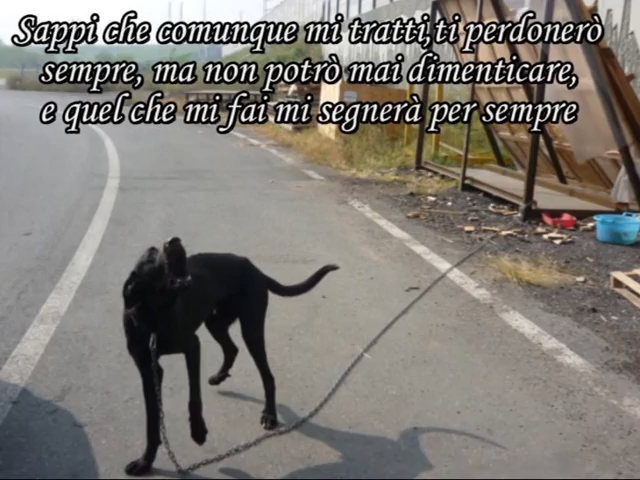 Sappi che comunque mi tratti,ti perdonerò
sempre, ma non potrò mai dimenticare,
e quel che mi fai mi segnerà per sempre